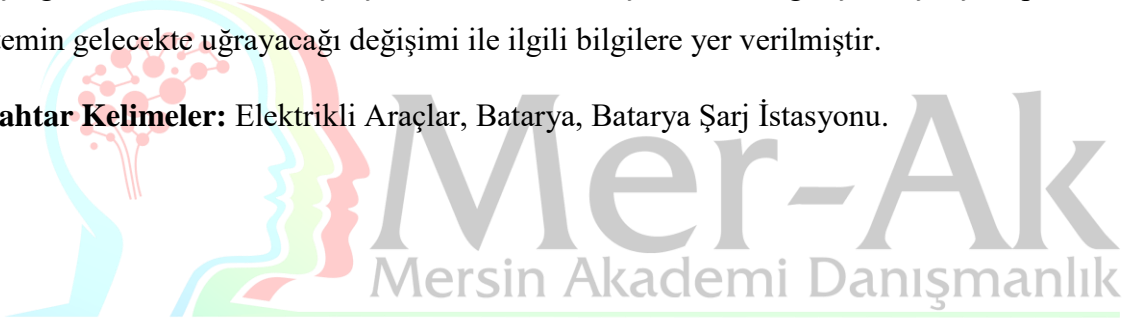 temin gelecekte uğrayacağı değişimi ile ilgili bilgilere yer verilmiştir.
ahtar Kelimeler: Elektrikli Araçlar, Batarya, Batarya Şarj İstasyonu.
Mer-Ak
Mersin Akademi Danışmanlık